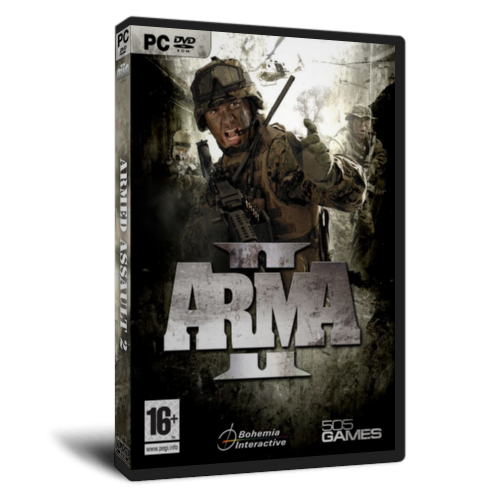 PC DVD
ROM
ARMED ASSAULT 2
II
ARMA
16+
www.pegi.info
Bohemia
Interactive
505
GAMES